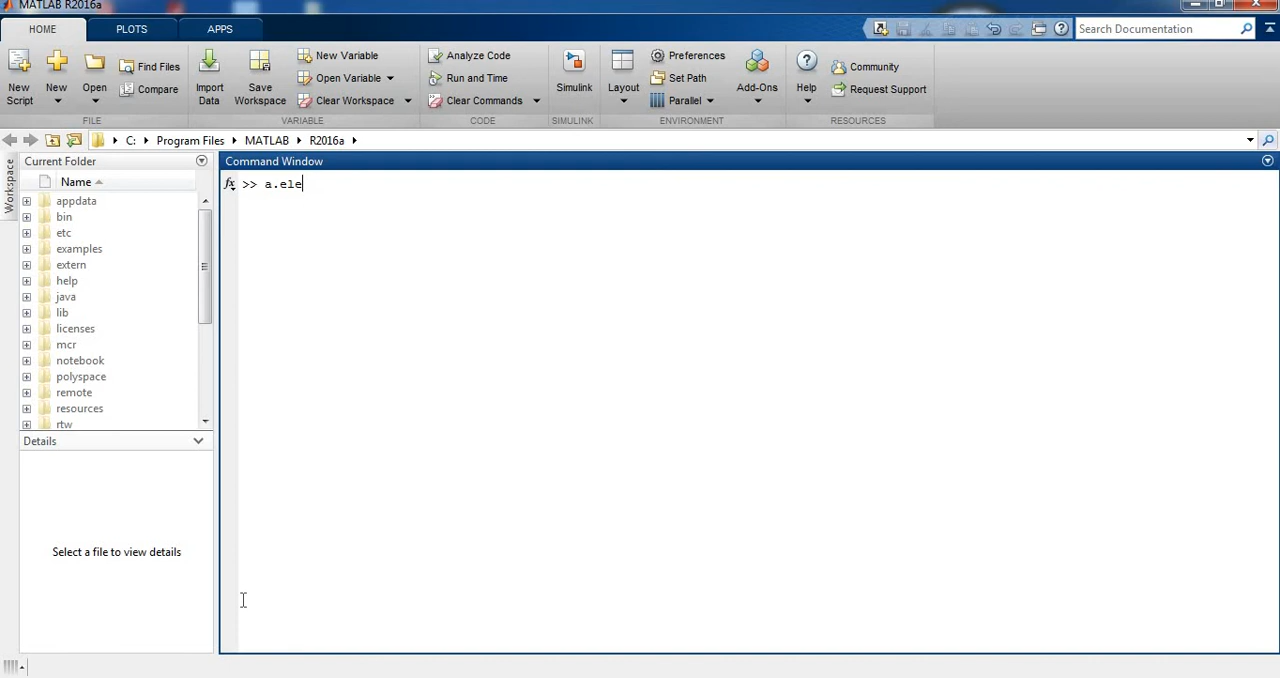 MATLAB R2016a
HOME
PLOTS
APPS
Search Documentation
New Script
New
Open
Find Files
Compare
FILE
Import Data
Save Workspace
New Variable
Open Variable
Clear Workspace
VARIABLE
Analyze Code
Run and Time
Clear Commands
CODE
Simulink
SIMULINK
Layout
Preferences
Set Path
Parallel
Add-Ons
ENVIRONMENT
Help
Community
Request Support
RESOURCES
C:
Program Files
MATLAB
R2016a
Workspace
Current Folder
Name
appdata
bin
etc
examples
extern
help
java
lib
licenses
mcr
notebook
polyspace
remote
resources
rtw
Details
Select a file to view details
Command Window
fx >> a.ele